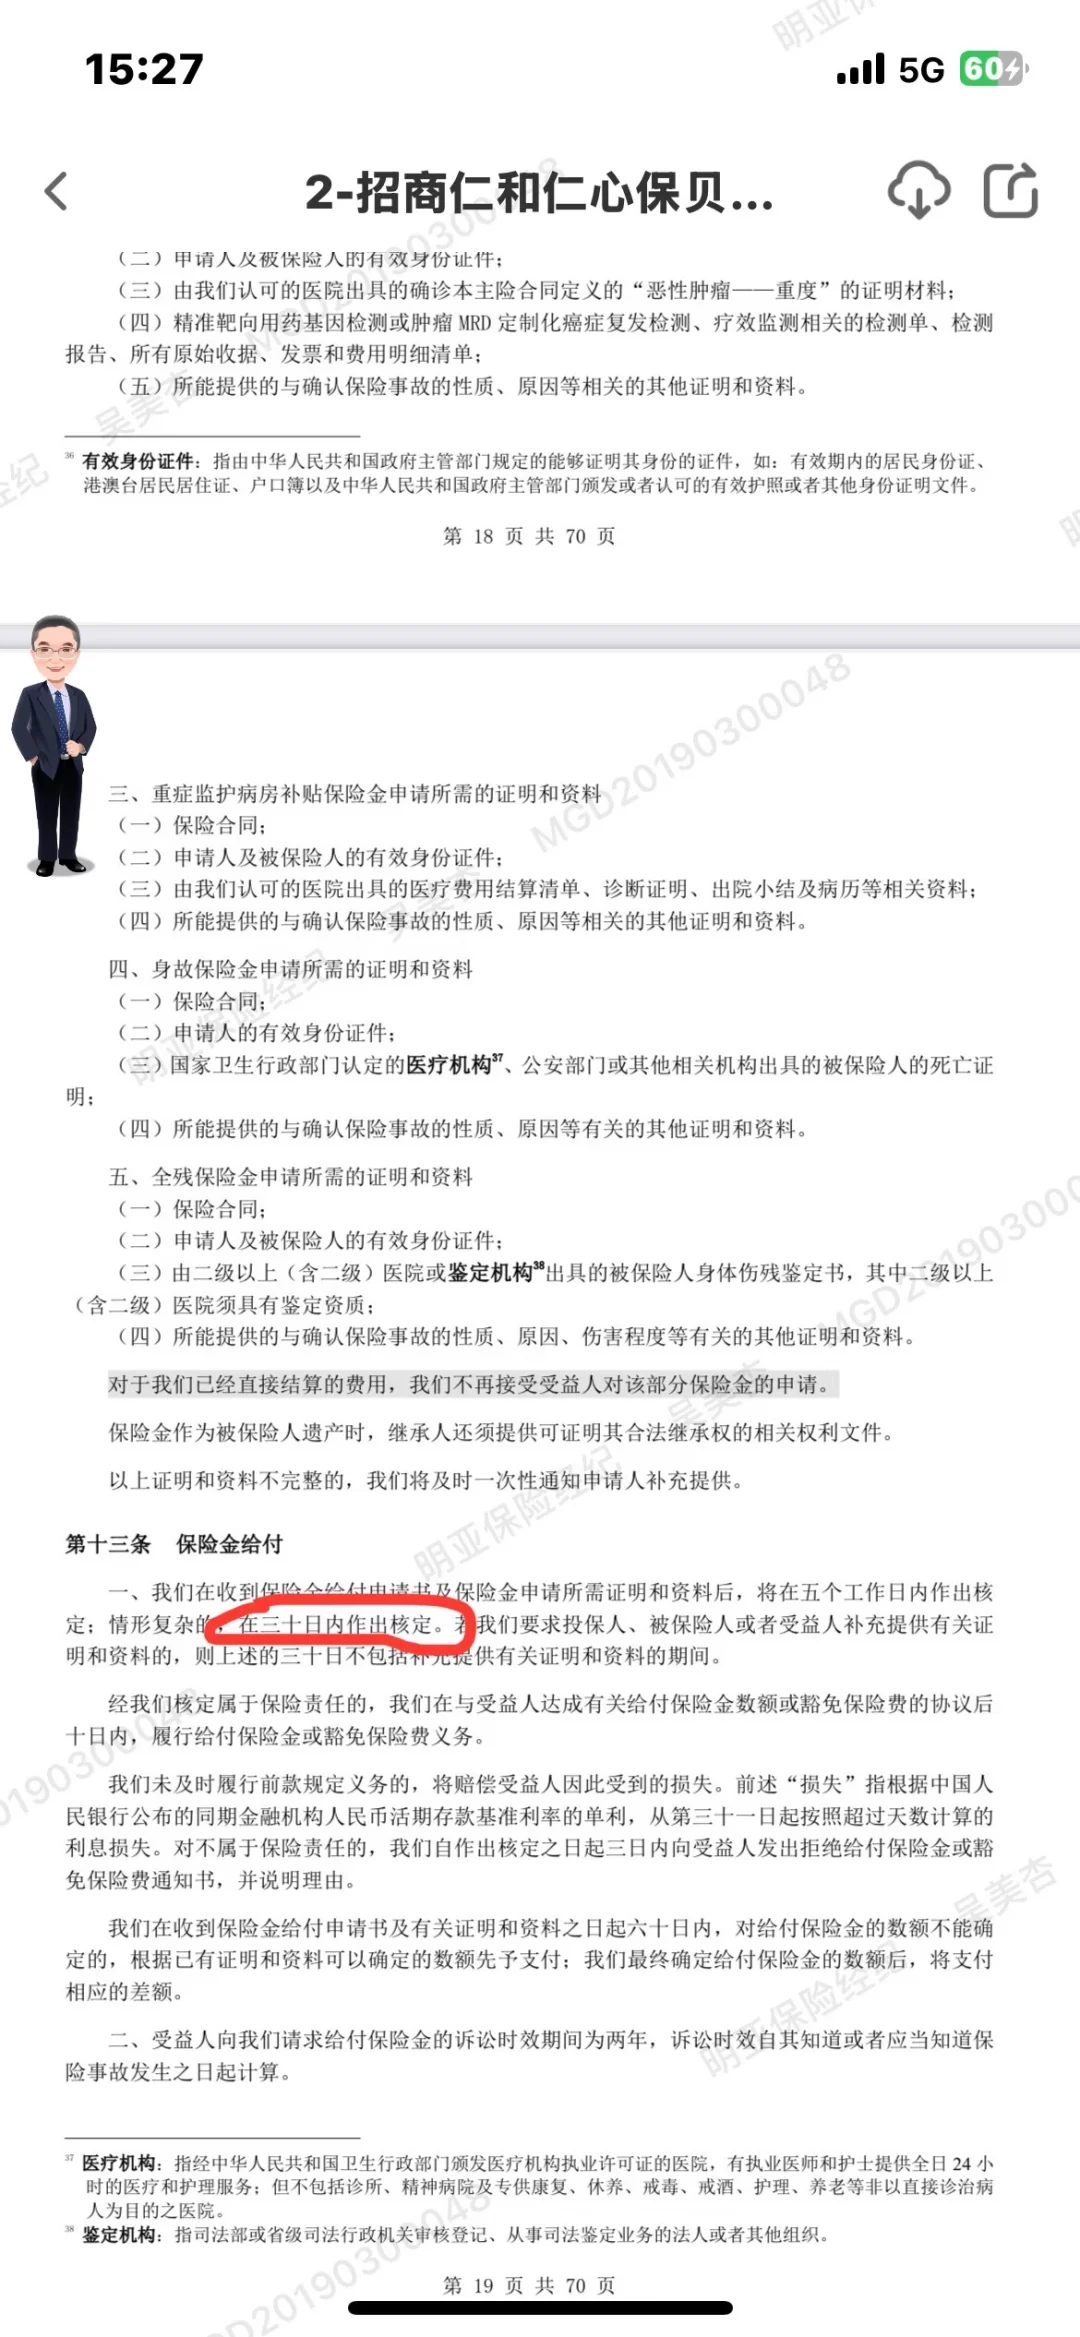 15:27
5G
60
2-招商仁和仁心保贝...
（二）申请人及被保险人的有效身份证件；
（三）由我们认可的医院出具的确诊本主险合同定义的“恶性肿瘤——重度”的证明材料；
（四）精准靶向用药基因检测或肿瘤 MRD 定制化癌症复发检测、疗效监测相关的检测单、检测
报告、所有原始收据、发票和费用明细清单；
（五）所能提供的与确认保险事故的性质、原因等相关的其他证明和资料。
36 有效身份证件：指由中华人民共和国政府主管部门规定的能够证明其身份的证件，如：有效期内的居民身份证、
港澳台居民居住证、户口簿以及中华人民共和国政府主管部门颁发或者认可的有效护照或者其他身份证明文件。
第 18 页 共 70 页
三、重症监护病房补贴保险金申请所需的证明和资料
（一）保险合同；
（二）申请人及被保险人的有效身份证件；
（三）由我们认可的医院出具的医疗费用结算清单、诊断证明、出院小结及病历等相关资料；
（四）所能提供的与确认保险事故的性质、原因等相关的其他证明和资料。
四、身故保险金申请所需的证明和资料
（一）保险合同；
（二）申请人的有效身份证件；
（三）国家卫生行政部门认定的医疗机构37、公安部门或其他相关机构出具的被保险人的死亡证
明；
（四）所能提供的与确认保险事故的性质、原因等有关的其他证明和资料。
五、全残保险金申请所需的证明和资料
（一）保险合同；
（二）申请人及被保险人的有效身份证件；
（三）由二级以上（含二级）医院或鉴定机构38出具的被保险人身体伤残鉴定书，其中二级以上
（含二级）医院须具有鉴定资质；
（四）所能提供的与确认保险事故的性质、原因、伤害程度等有关的其他证明和资料。
对于我们已经直接结算的费用，我们不再接受受益人对该部分保险金的申请。
保险金作为被保险人遗产时，继承人还须提供可证明其合法继承权的相关权利文件。
以上证明和资料不完整的，我们将及时一次性通知申请人补充提供。
第十三条 保险金给付
一、我们在收到保险金给付申请书及保险金申请所需证明和资料后，将在五个工作日内作出核
定；情形复杂的，在三十日内作出核定。若我们要求投保人、被保险人或者受益人补充提供有关证
明和资料的，则上述的三十日不包括补充提供有关证明和资料的期间。
经我们核定属于保险责任的，我们在与受益人达成有关给付保险金数额或豁免保险费的协议后
十日内，履行给付保险金或豁免保险费义务。
我们未及时履行前款规定义务的，将赔偿受益人因此受到的损失。前述“损失”指根据中国人
民银行公布的同期金融机构人民币活期存款基准利率的单利，从第三十一日起按照超过天数计算的
利息损失。对不属于保险责任的，我们自作出核定之日起三日内向受益人发出拒绝给付保险金或豁
免保险费通知书，并说明理由。
我们在收到保险金给付申请书及有关证明和资料之日起六十日内，对给付保险金的数额不能确
定的，根据已有证明和资料可以确定的数额先予支付；我们最终确定给付保险金的数额后，将支付
相应的差额。
二、受益人向我们请求给付保险金的诉讼时效期间为两年，诉讼时效自其知道或者应当知道保
险事故发生之日起计算。
37 医疗机构：指经中华人民共和国卫生行政部门颁发医疗机构执业许可证的医院，有执业医师和护士提供全日 24 小
时的医疗和护理服务；但不包括诊所、精神病院及专供康复、休养、戒毒、戒酒、护理、养老等非以直接诊治病
人为目的之医院。
38 鉴定机构：指司法部或省级司法行政机关审核登记、从事司法鉴定业务的法人或者其他组织。
第 19 页 共 70 页
明亚保险经纪 吴美杏 MGD20190300048